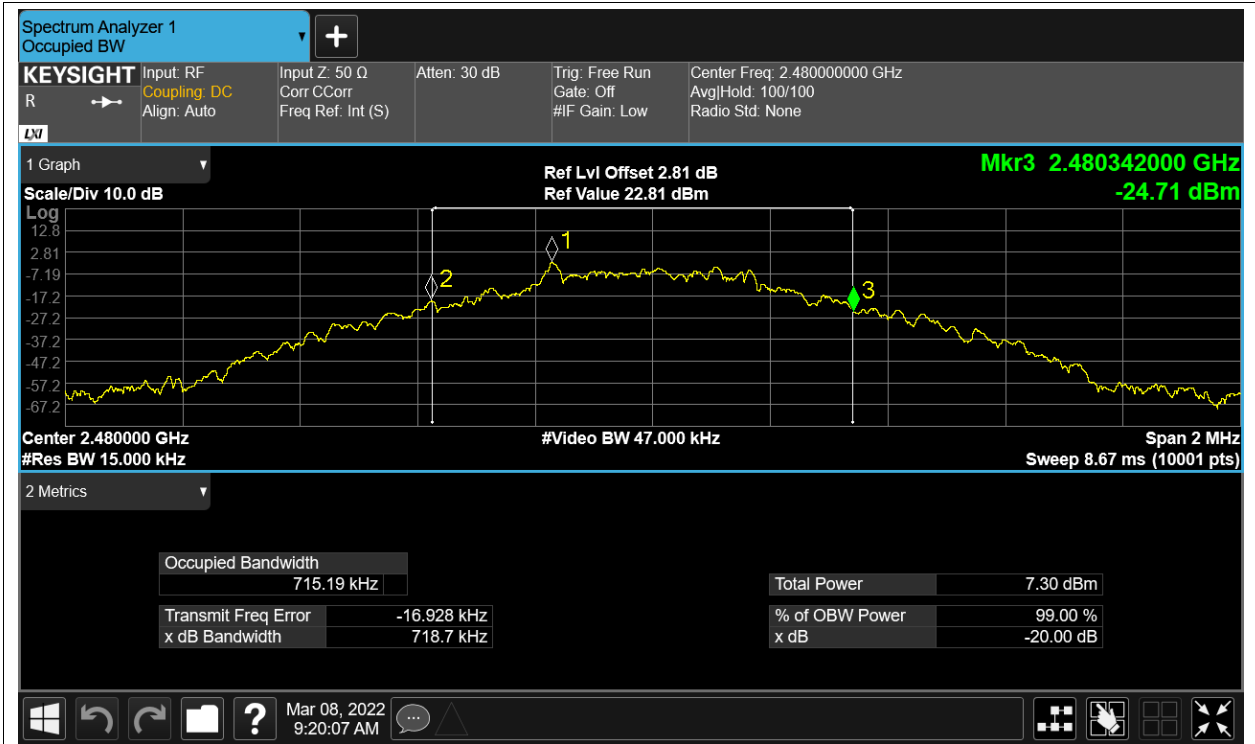 Spectrum Analyzer 1
Occupied BW
KEYSIGHT
R
LXI
Input: RF
Coupling: DC
Align: Auto
Input Z: 50 Ω
Corr CCorr
Freq Ref: Int (S)
Atten: 30 dB
Trig: Free Run
Gate: Off
#IF Gain: Low
Center Freq: 2.480000000 GHz
Avg|Hold: 100/100
Radio Std: None
1 Graph
Scale/Div 10.0 dB
Ref Lvl Offset 2.81 dB
Ref Value 22.81 dBm
Mkr3 2.480342000 GHz
-24.71 dBm
Log
12.8
2.81
-7.19
-17.2
-27.2
-37.2
-47.2
-57.2
-67.2
1
2
3
Center 2.480000 GHz
#Video BW 47.000 kHz
Span 2 MHz
#Res BW 15.000 kHz
Sweep 8.67 ms (10001 pts)
2 Metrics
Occupied Bandwidth
715.19 kHz
Total Power 7.30 dBm
Transmit Freq Error -16.928 kHz
% of OBW Power 99.00 %
x dB Bandwidth 718.7 kHz
x dB -20.00 dB
?
Mar 08, 2022
9:20:07 AM